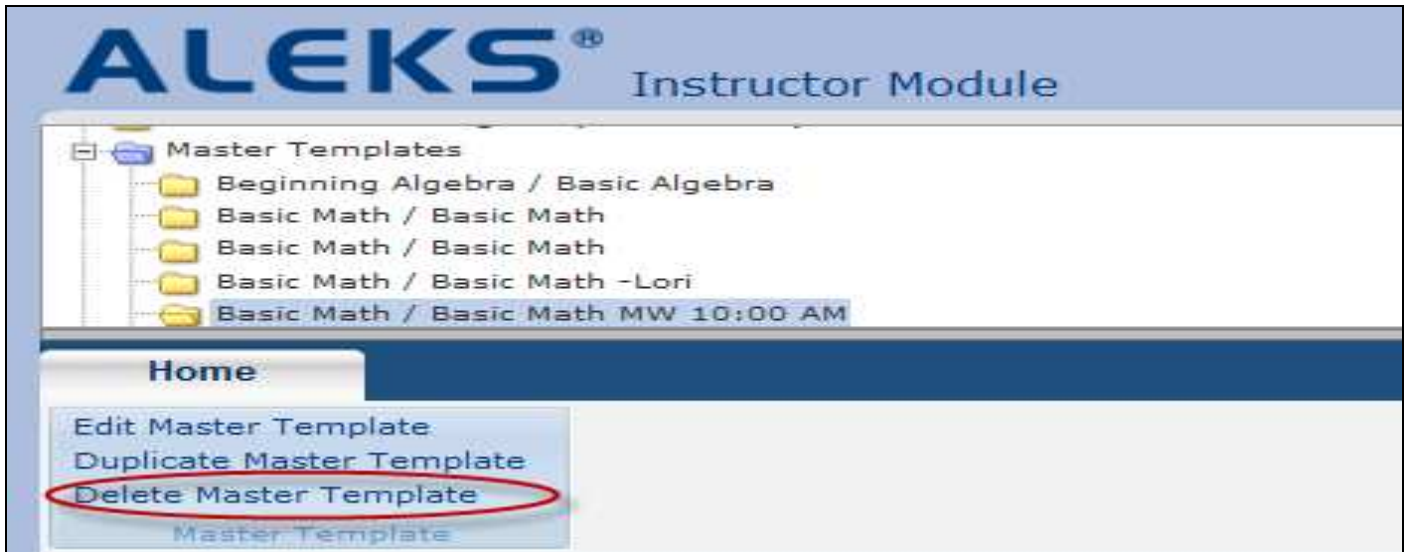 ALEKS® Instructor Module
Master Templates
Beginning Algebra / Basic Algebra
Basic Math / Basic Math
Basic Math / Basic Math
Basic Math / Basic Math -Lori
Basic Math / Basic Math MW 10:00 AM
Home
Edit Master Template
Duplicate Master Template
Delete Master Template
Master Template